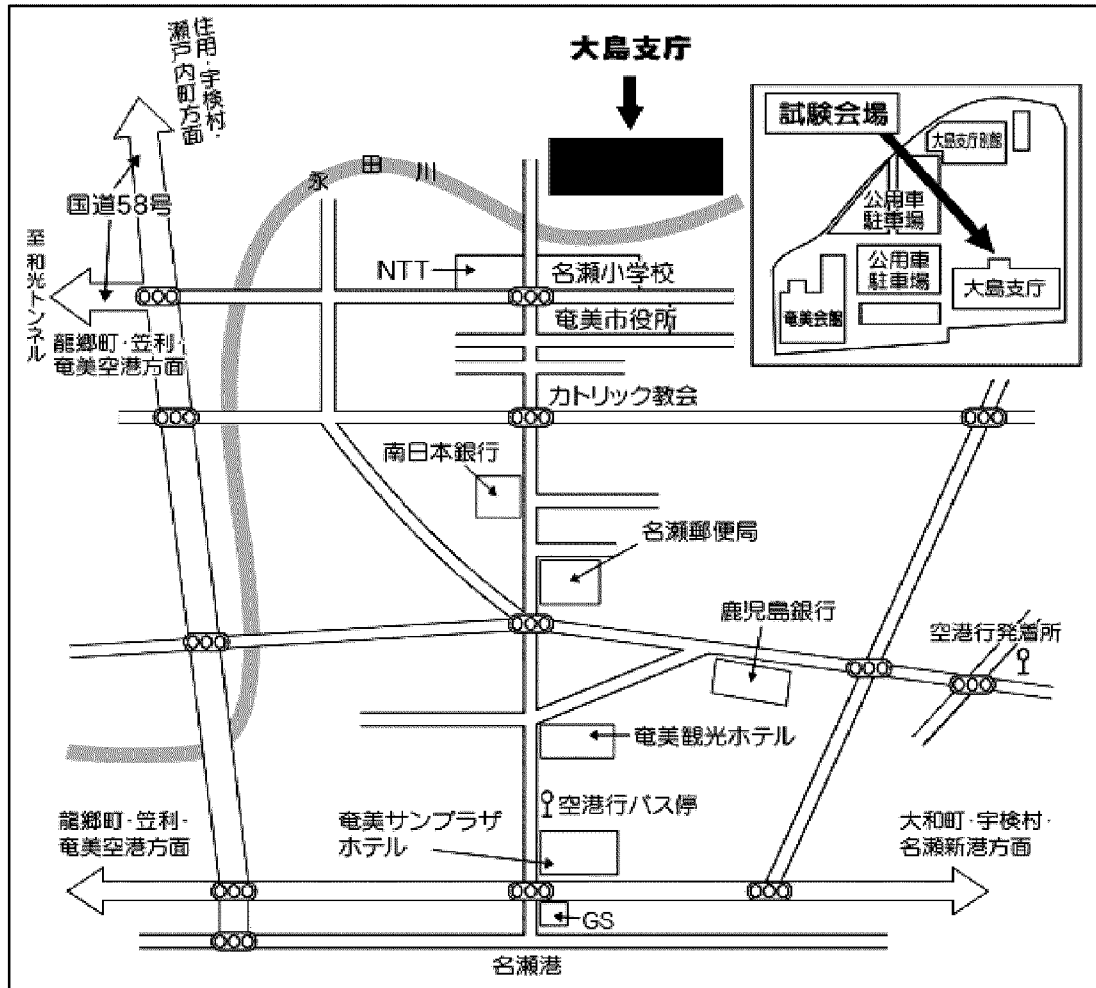 住用・宇検村・
瀬戸内町方面
大島支庁
試験会場
大島支庁別館
公用車
駐車場
公用車
駐車場
大島支庁
奄美会館
永田川
国道58号
至和光トンネル
NTT
名瀬小学校
奄美市役所
龍郷町・笠利・
奄美空港方面
カトリック教会
南日本銀行
名瀬郵便局
鹿児島銀行
空港行発着所
奄美観光ホテル
空港行バス停
龍郷町・笠利・
奄美空港方面
奄美サンプラザ
ホテル
大和町・宇検村・
名瀬新港方面
GS
名瀬港